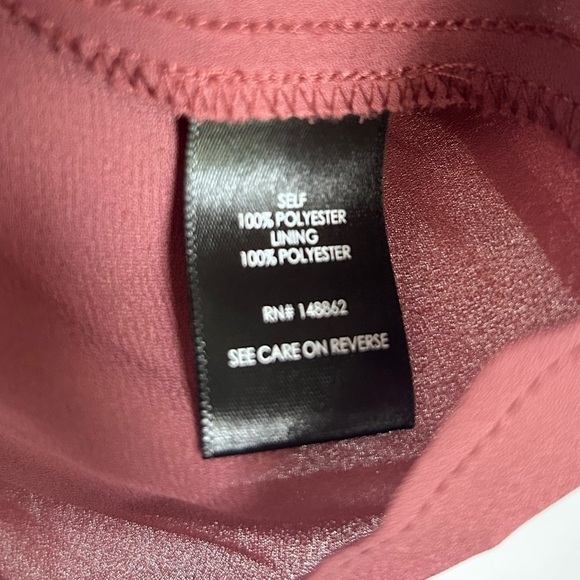 SELF
100% POLYESTER
LINING
100% POLYESTER
RN# 148862
SEE CARE ON REVERSE